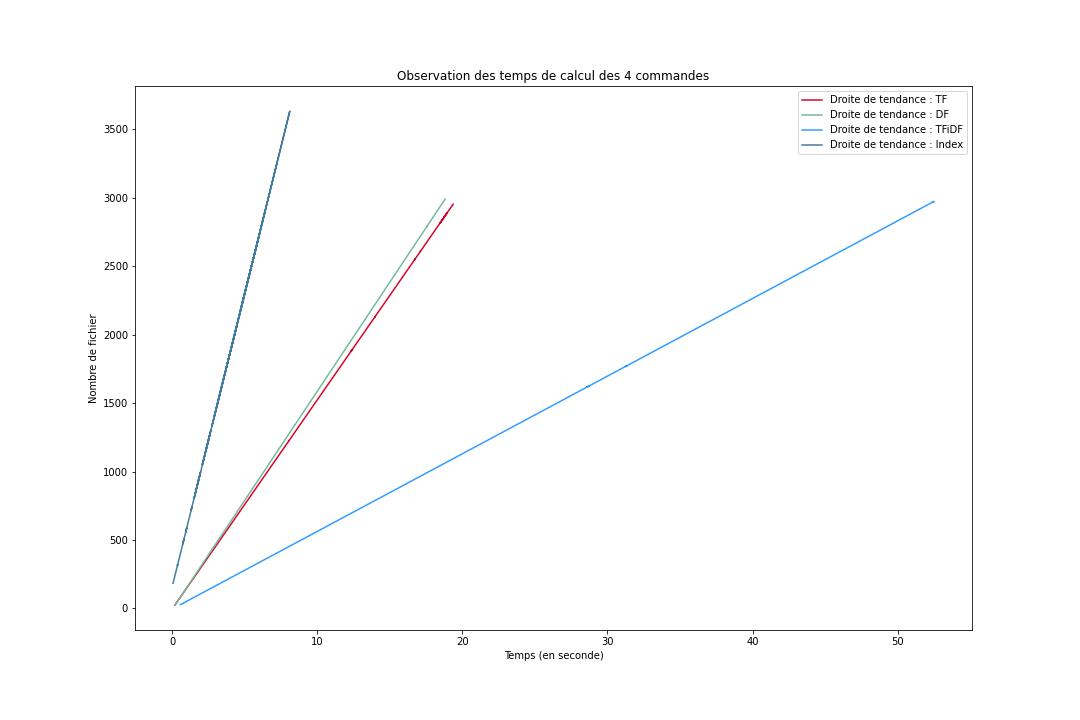 Observation des temps de calcul des 4 commandes
Droite de tendance : TF
Droite de tendance : DF
Droite de tendance : TFiDF
Droite de tendance : Index
3500
3000
2500
2000
1500
1000
500
0
Nombre de fichier
0 10 20 30 40 50
Temps (en seconde)